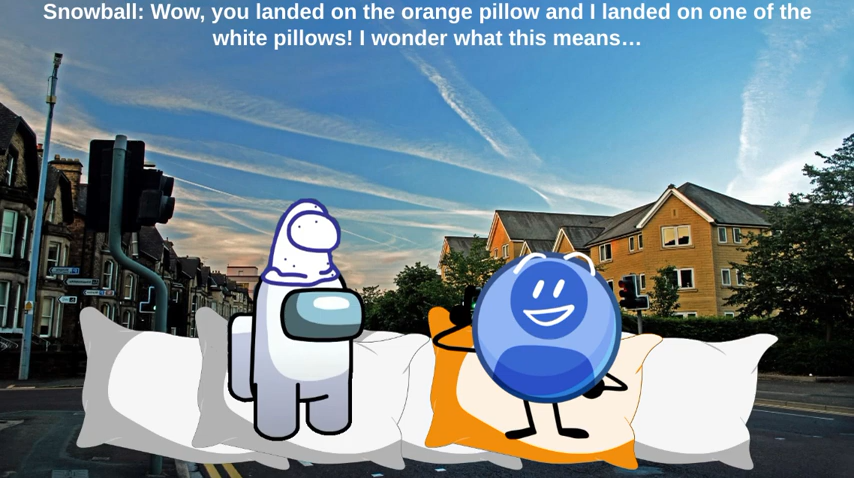 Snowball: Wow, you landed on the orange pillow and I landed on one of the
white pillows! I wonder what this means…